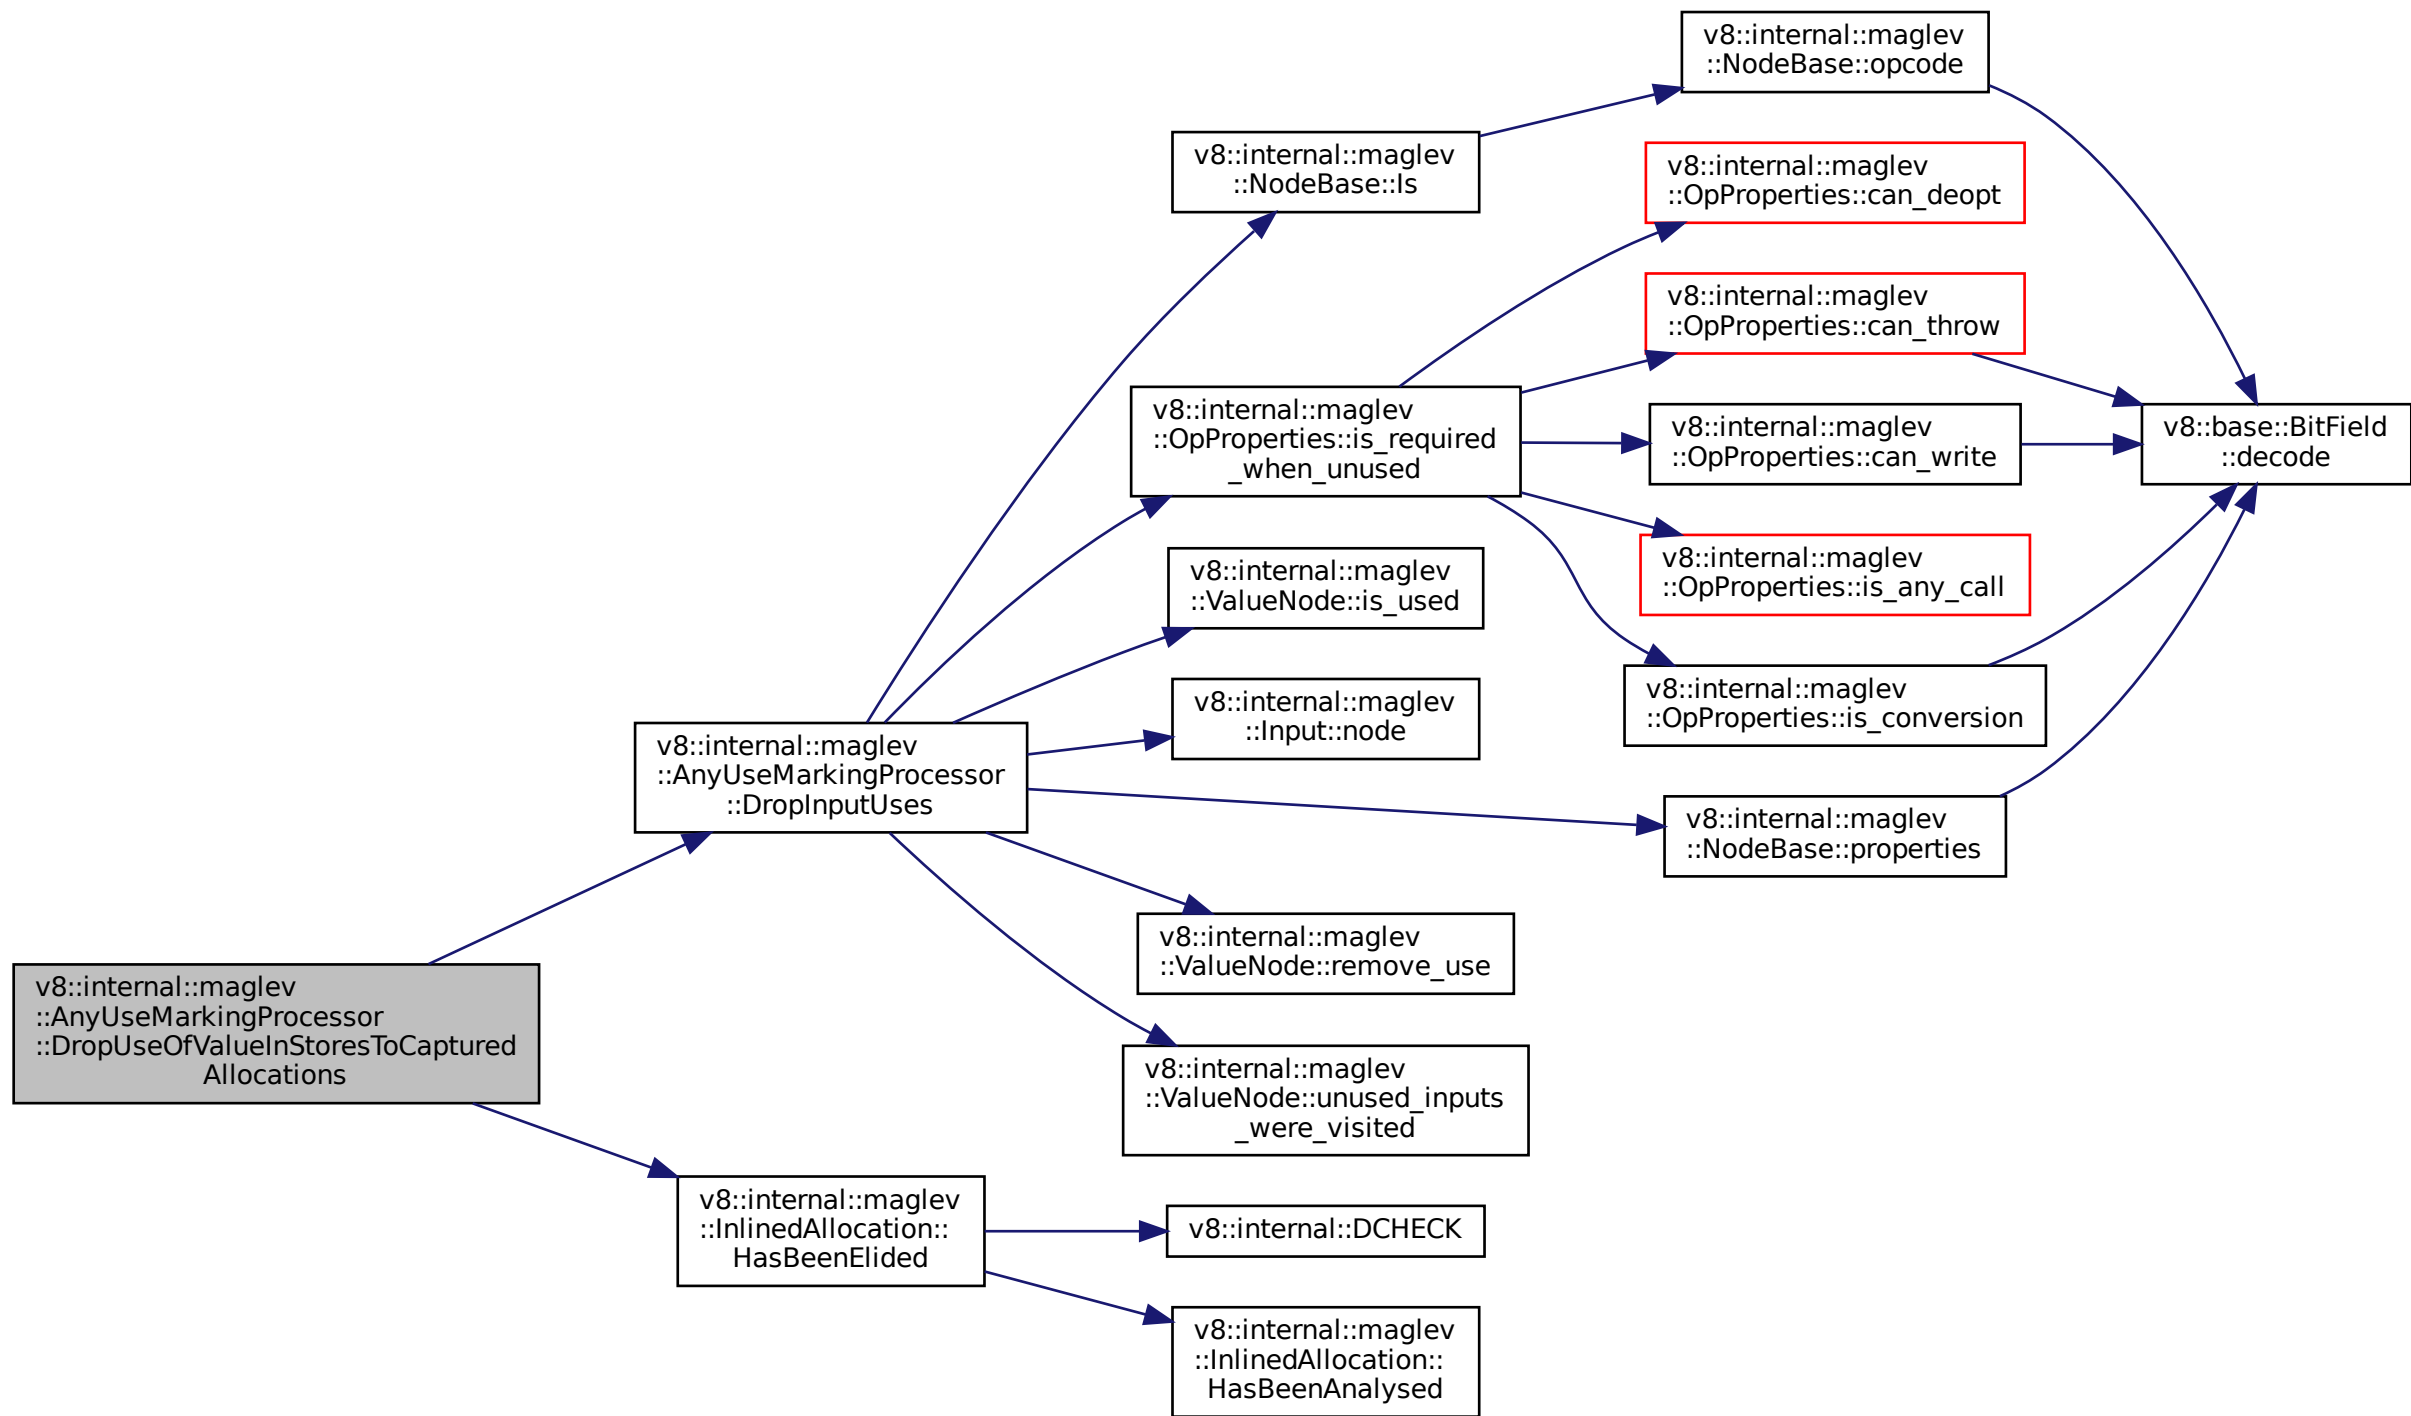 v8::internal::maglev
::AnyUseMarkingProcessor
::DropUseOfValueInStoresToCaptured
Allocations
v8::internal::maglev
::AnyUseMarkingProcessor
::DropInputUses
v8::internal::maglev
::InlinedAllocation::
HasBeenElided
v8::internal::maglev
::NodeBase::Is
v8::internal::maglev
::OpProperties::is_required
_when_unused
v8::internal::maglev
::ValueNode::is_used
v8::internal::maglev
::Input::node
v8::internal::maglev
::ValueNode::remove_use
v8::internal::maglev
::ValueNode::unused_inputs
_were_visited
v8::internal::DCHECK
v8::internal::maglev
::InlinedAllocation::
HasBeenAnalysed
v8::internal::maglev
::NodeBase::opcode
v8::internal::maglev
::OpProperties::can_deopt
v8::internal::maglev
::OpProperties::can_throw
v8::internal::maglev
::OpProperties::can_write
v8::internal::maglev
::OpProperties::is_any_call
v8::internal::maglev
::OpProperties::is_conversion
v8::internal::maglev
::NodeBase::properties
v8::base::BitField
::decode